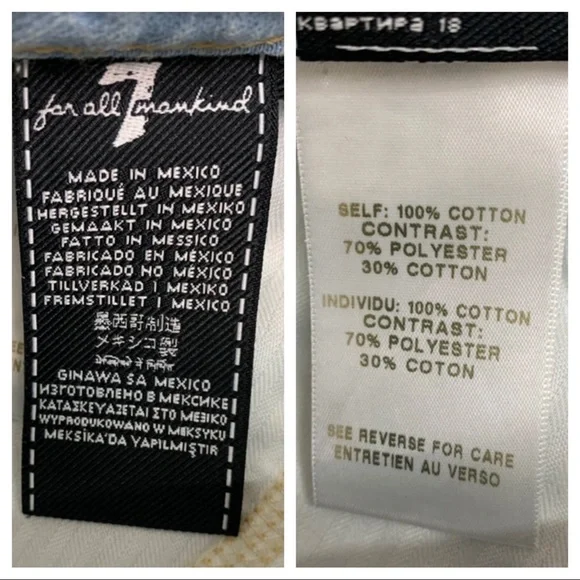 7
for all mankind
MADE IN MEXICO
FABRIQUÉ AU MEXIQUE
HERGESTELLT IN MEXIKO
GEMAAKT IN MEXICO
FATTO IN MESSICO
FABRICADO EN MÉXICO
FABRICADO NO MÉXICO
TILLVERKAD I MEXIKO
FREMSTILLET I MEXICO
墨西哥制造
メキシコ製
GINAWA SA MEXICO
ИЗГОТОВЛЕНО В МЕКСИКЕ
ΚΑΤΑΣΚΕΥΑΖΕΤΑΙ ΣΤΟ ΜΕΞΙΚΟ
WYPRODUKOWANO W MEKSYKU
MEKSİKA'DA YAPILMIŞTIR
квартира 18
SELF: 100% COTTON
CONTRAST:
70% POLYESTER
30% COTTON
INDIVIDU: 100% COTTON
CONTRAST:
70% POLYESTER
30% COTTON
SEE REVERSE FOR CARE
ENTRETIEN AU VERSO